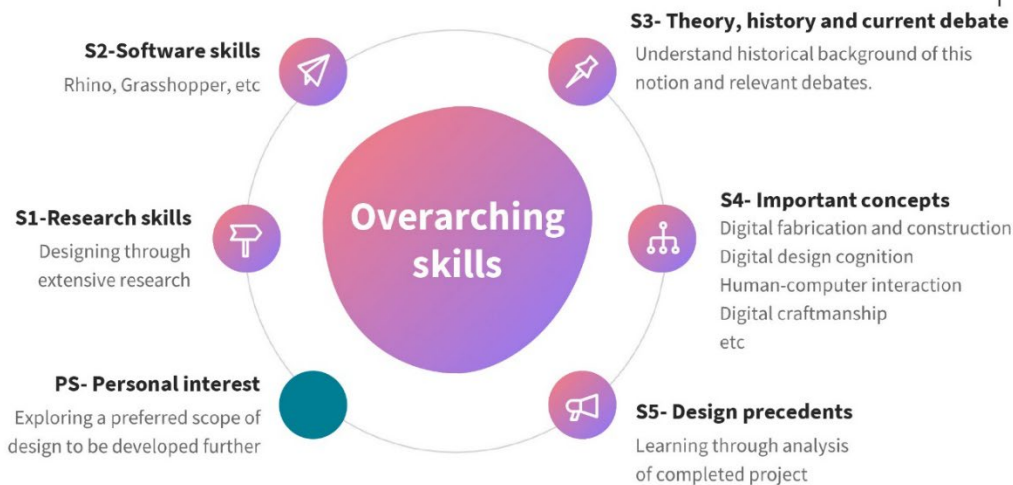 S2-Software skills
Rhino, Grasshopper, etc
S3- Theory, history and current debate
Understand historical background of this
notion and relevant debates.
Overarching
skills
S1-Research skills
Designing through
extensive research
S4- Important concepts
Digital fabrication and construction
Digital design cognition
Human-computer interaction
Digital craftmanship
etc
PS- Personal interest
Exploring a preferred scope of
design to be developed further
S5- Design precedents
Learning through analysis
of completed project